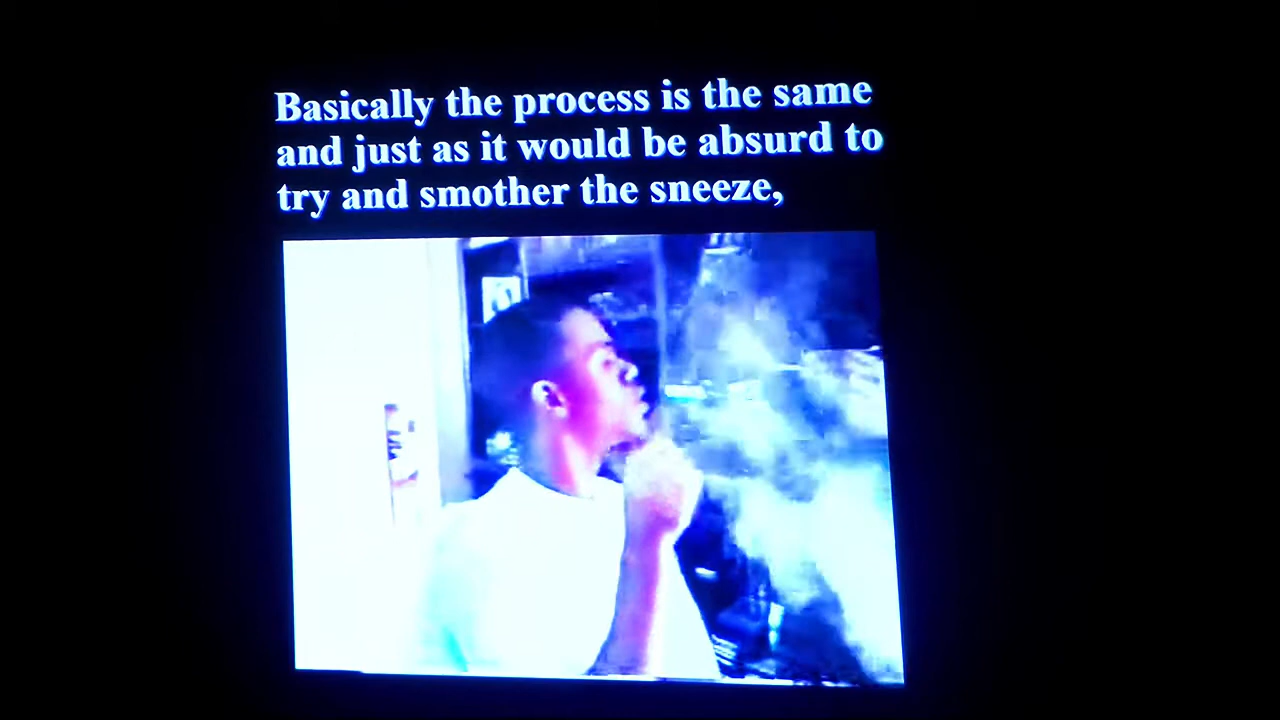 Basically the process is the same
and just as it would be absurd to
try and smother the sneeze,